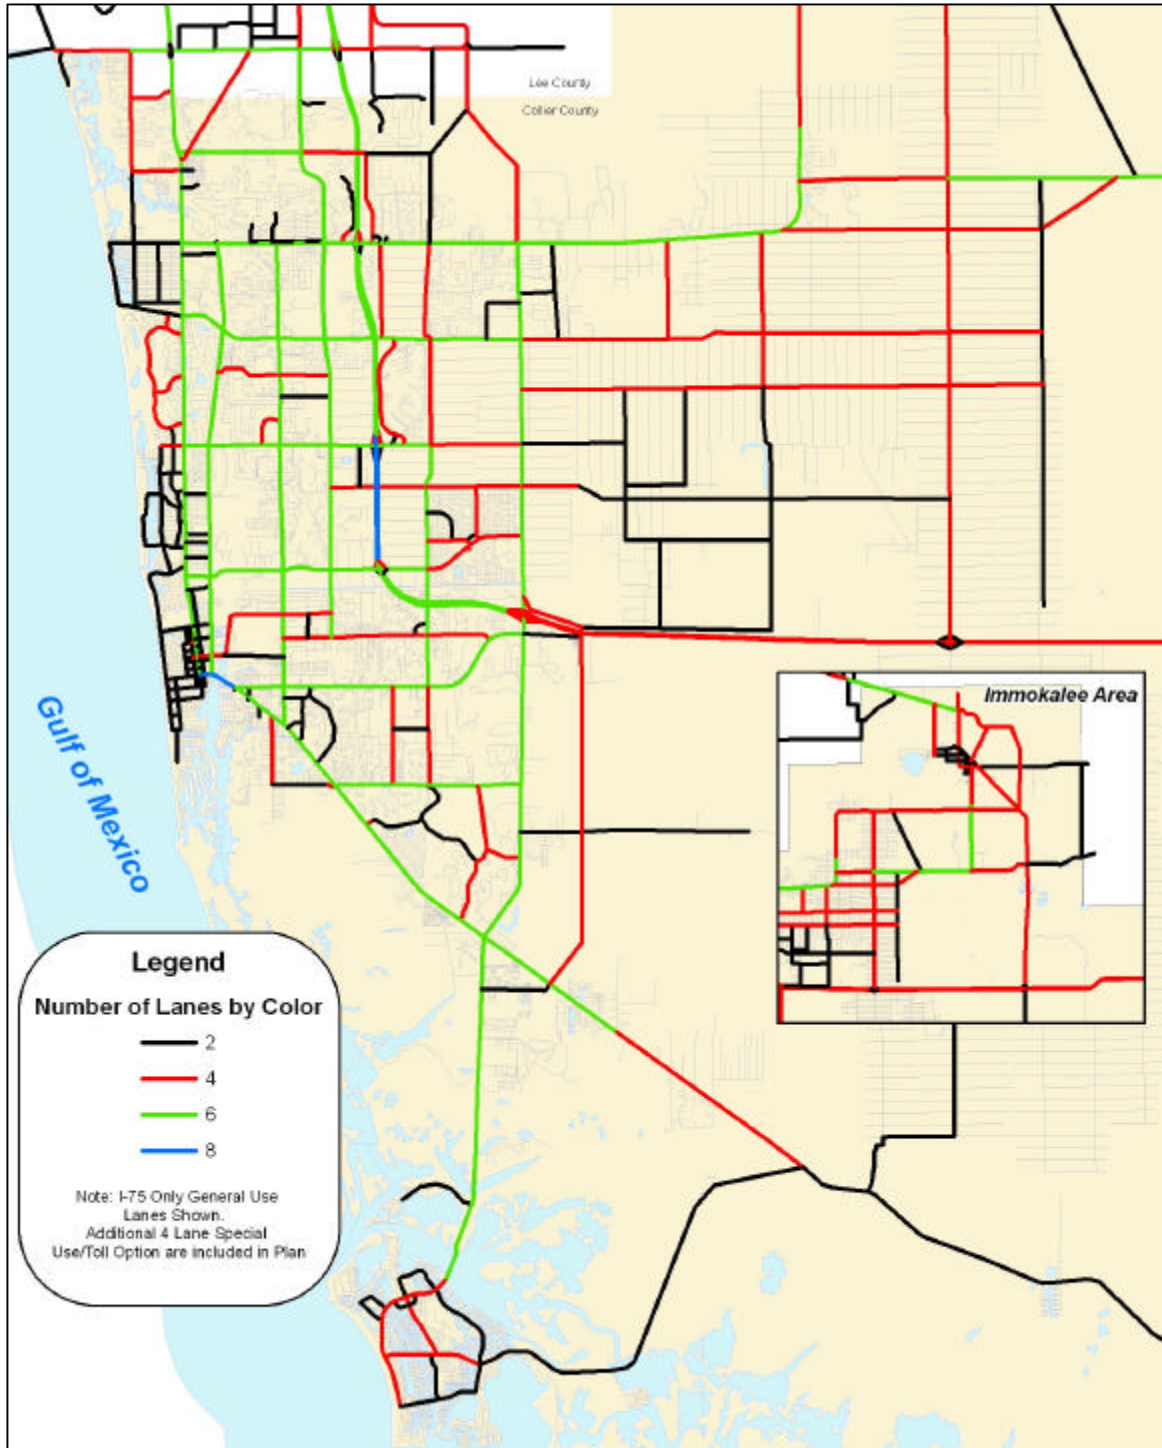 Lee County
Collier County
Immokalee Area
Gulf of Mexico
Legend
Number of Lanes by Color
2
4
6
8
Note: I-75 Only General Use
Lanes Shown.
Additional 4 Lane Special
Use/Toll Option are included in Plan